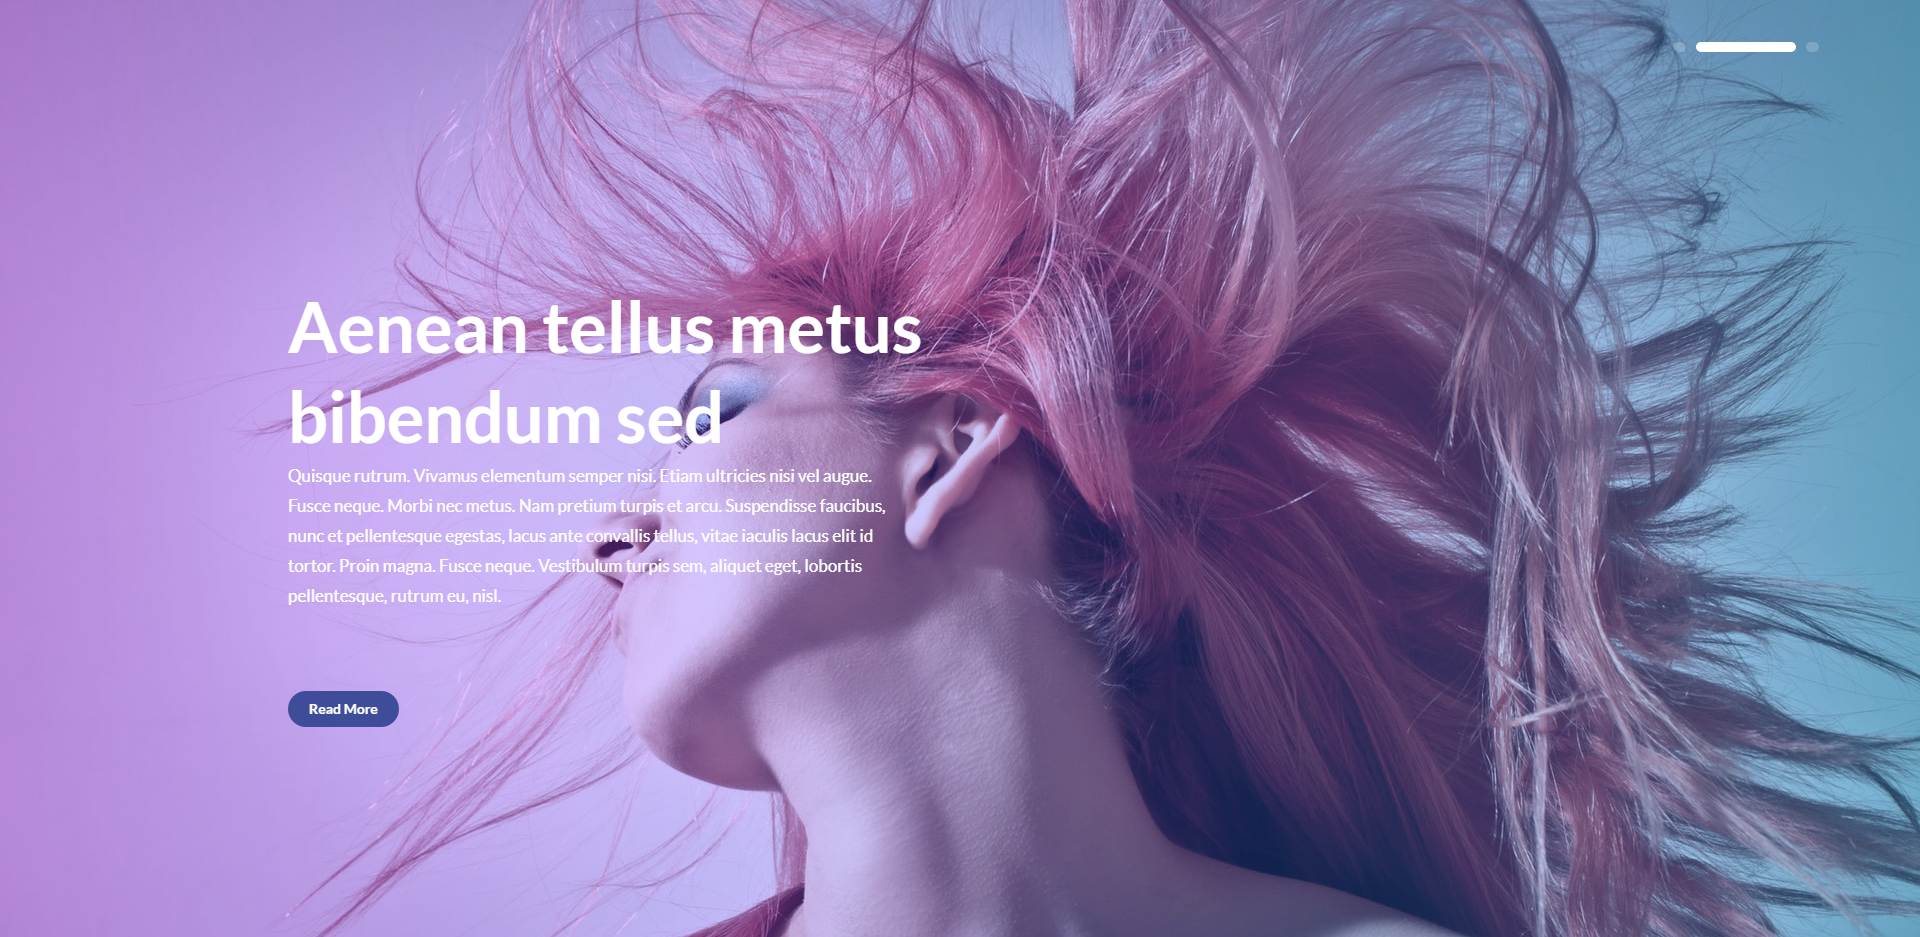 Aenean tellus metus
bibendum sed
Quisque rutrum. Vivamus elementum semper nisi. Etiam ultricies nisi vel augue.
Fusce neque. Morbi nec metus. Nam pretium turpis et arcu. Suspendisse faucibus,
nunc et pellentesque egestas, lacus ante convallis tellus, vitae iaculis lacus elit id
tortor. Proin magna. Fusce neque. Vestibulum turpis sem, aliquet eget, lobortis
pellentesque, rutrum eu, nisl.
Read More